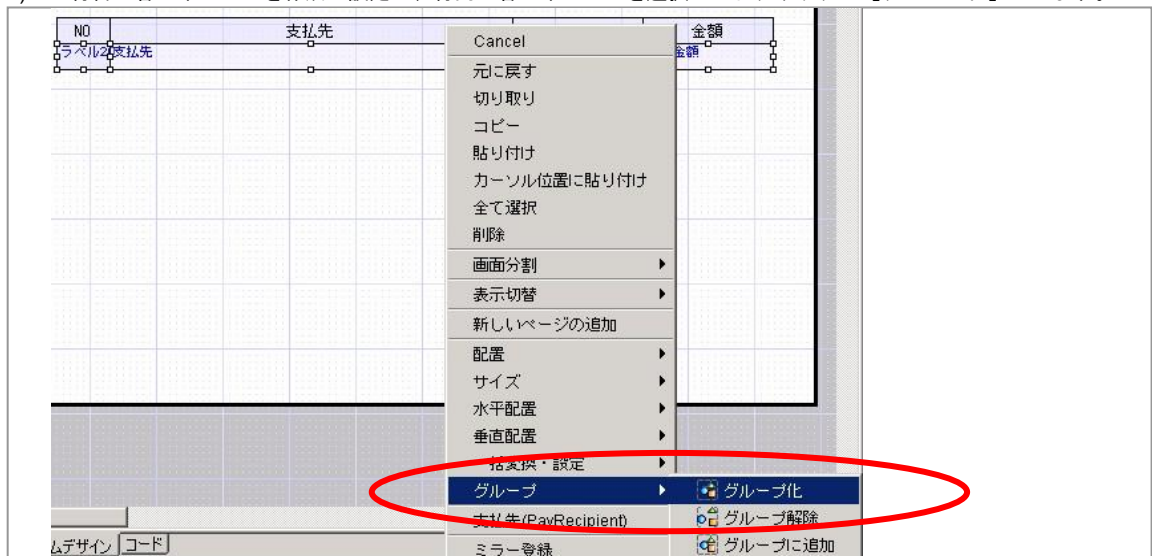 NO 支払先 金額
ラベル2 支払先 金額
Cancel
元に戻す
切り取り
コピー
貼り付け
カーソル位置に貼り付け
全て選択
削除
画面分割
表示切替
新しいページの追加
配置
サイズ
水平配置
垂直配置
括変換・設定
グループ グループ化
支払先(PayRecipient) グループ解除
ムデザイン コード ミラー登録 グループに追加